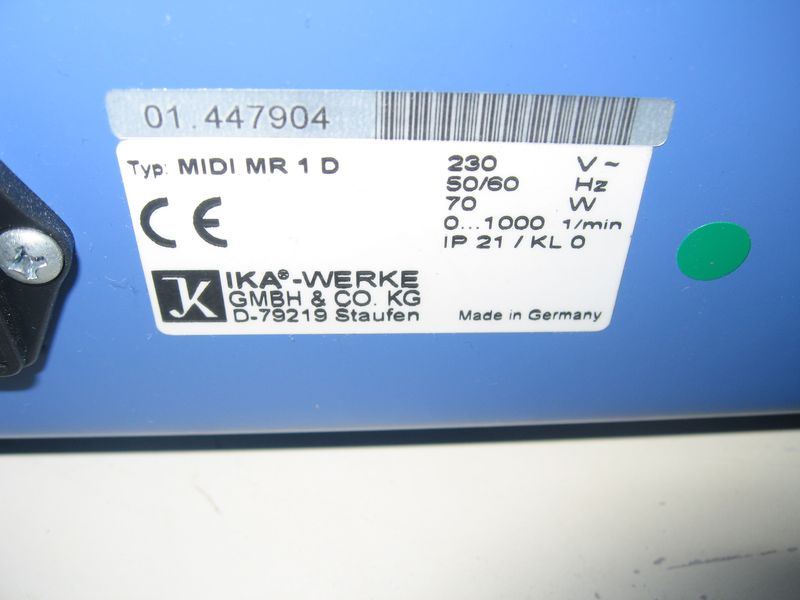 01.447904
Typ: MIDI MR 1 D
230 V ~
50/60 Hz
70 W
0...1000 1/min
IP 21 / KL 0
CE
IKA®-WERKE
GMBH & CO. KG
D-79219 Staufen
Made in Germany